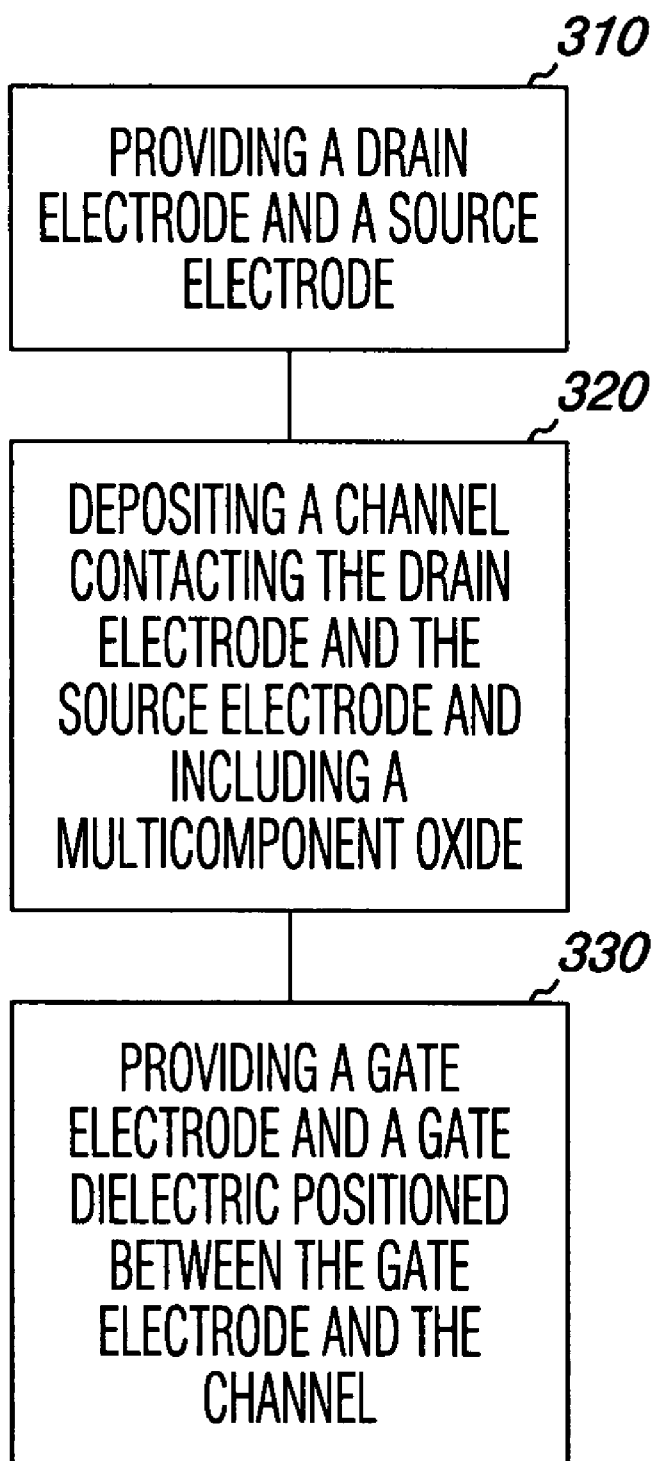 310
PROVIDING A DRAIN
ELECTRODE AND A SOURCE
ELECTRODE
320
DEPOSITING A CHANNEL
CONTACTING THE DRAIN
ELECTRODE AND THE
SOURCE ELECTRODE AND
INCLUDING A
MULTICOMPONENT OXIDE
330
PROVIDING A GATE
ELECTRODE AND A GATE
DIELECTRIC POSITIONED
BETWEEN THE GATE
ELECTRODE AND THE
CHANNEL